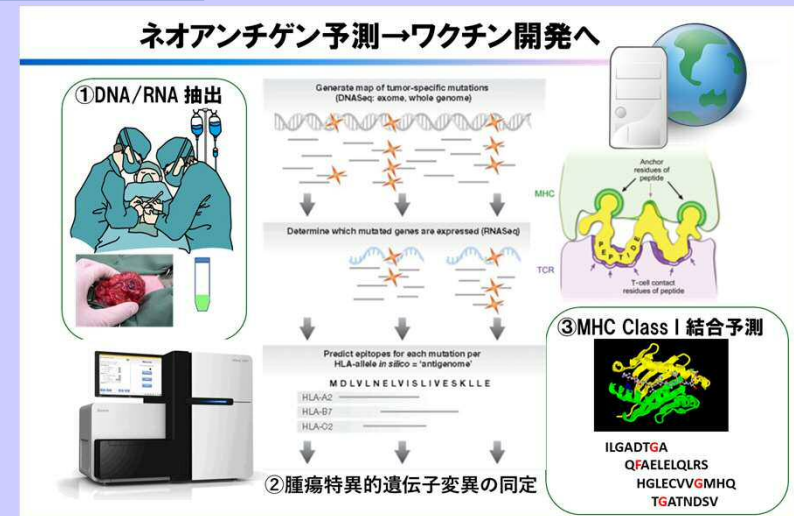 ネオアンチゲン予測→ワクチン開発へ
①DNA/RNA 抽出
Generate map of tumor-specific mutations
(DNASeq: exome, whole genome)
Determine which mutated genes are expressed (RNASeq)
Predict epitopes for each mutation per
HLA-allele in silico = 'antigenome'
MDLVLNELVISLIVESKLLE
HLA-A2
HLA-B7
HLA-C2
②腫瘍特異的遺伝子変異の同定
Anchor
residues of
peptide
MHC
PEPTIDE
TCR
T-cell contact
residues of peptide
③MHC Class I 結合予測
ILGADTGA
QFAELELQLRS
HGLECVVGMHQ
TGATNDSV